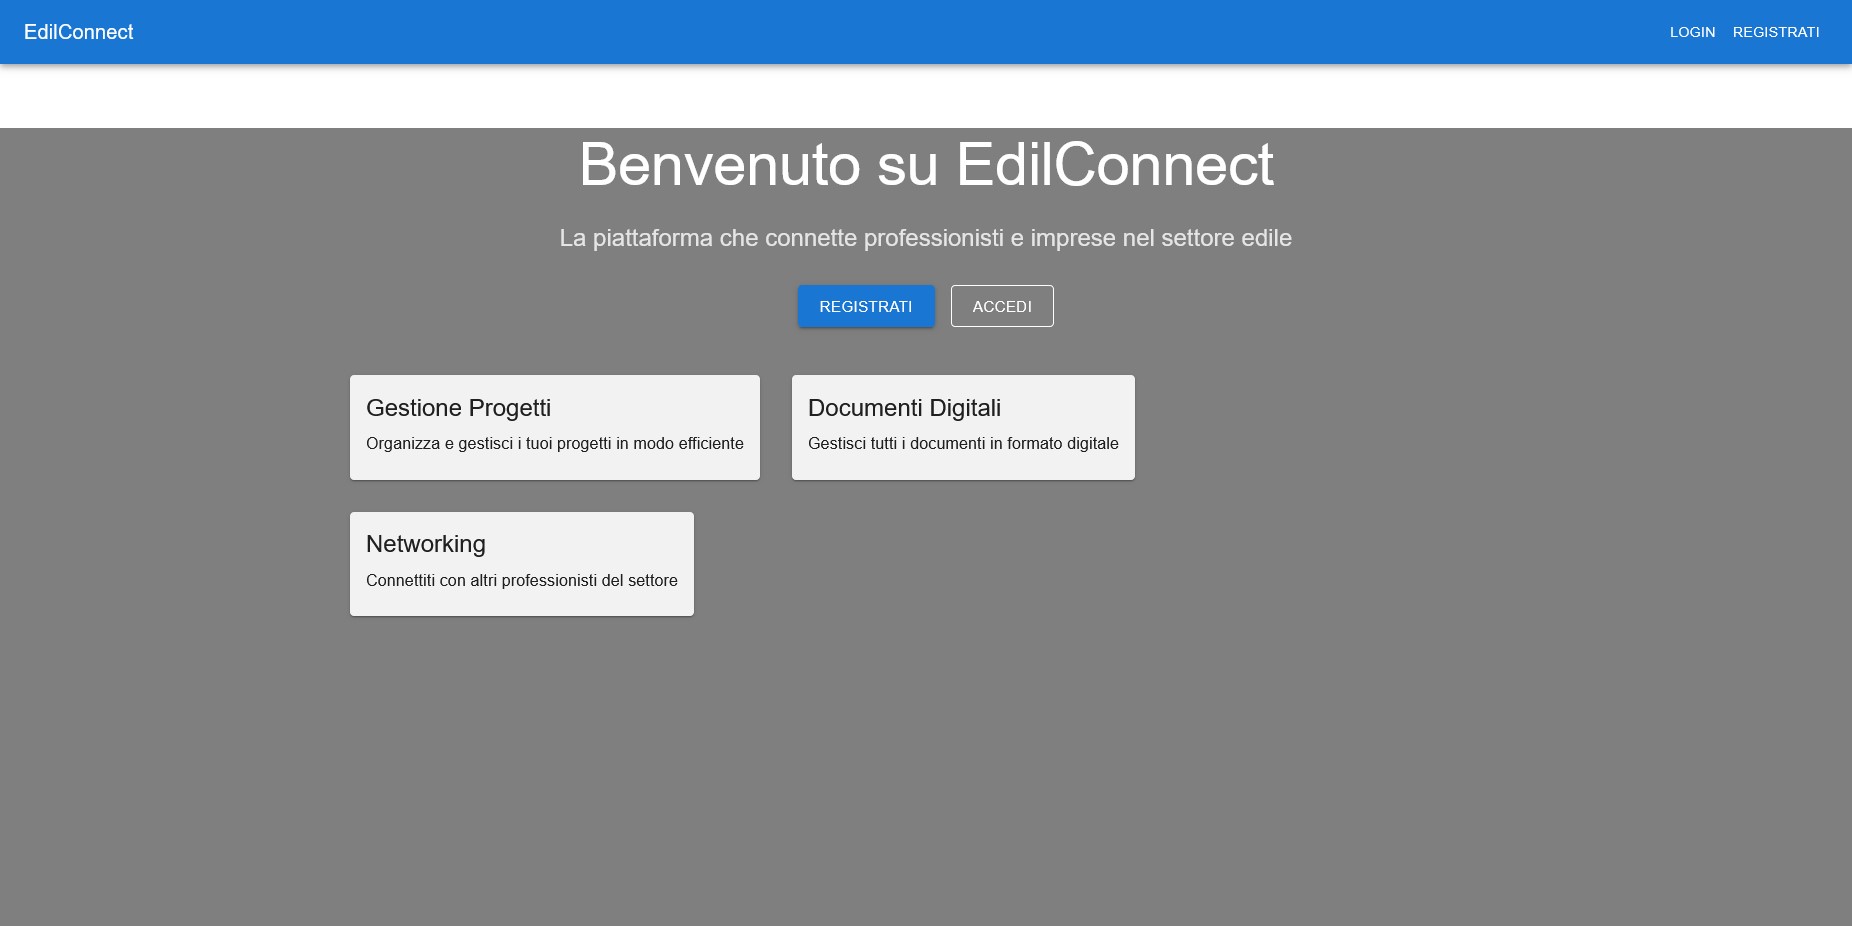 EdilConnect
LOGIN REGISTRATI
Benvenuto su EdilConnect
La piattaforma che connette professionisti e imprese nel settore edile
REGISTRATI ACCEDI
Gestione Progetti
Organizza e gestisci i tuoi progetti in modo efficiente
Documenti Digitali
Gestisci tutti i documenti in formato digitale
Networking
Connettiti con altri professionisti del settore